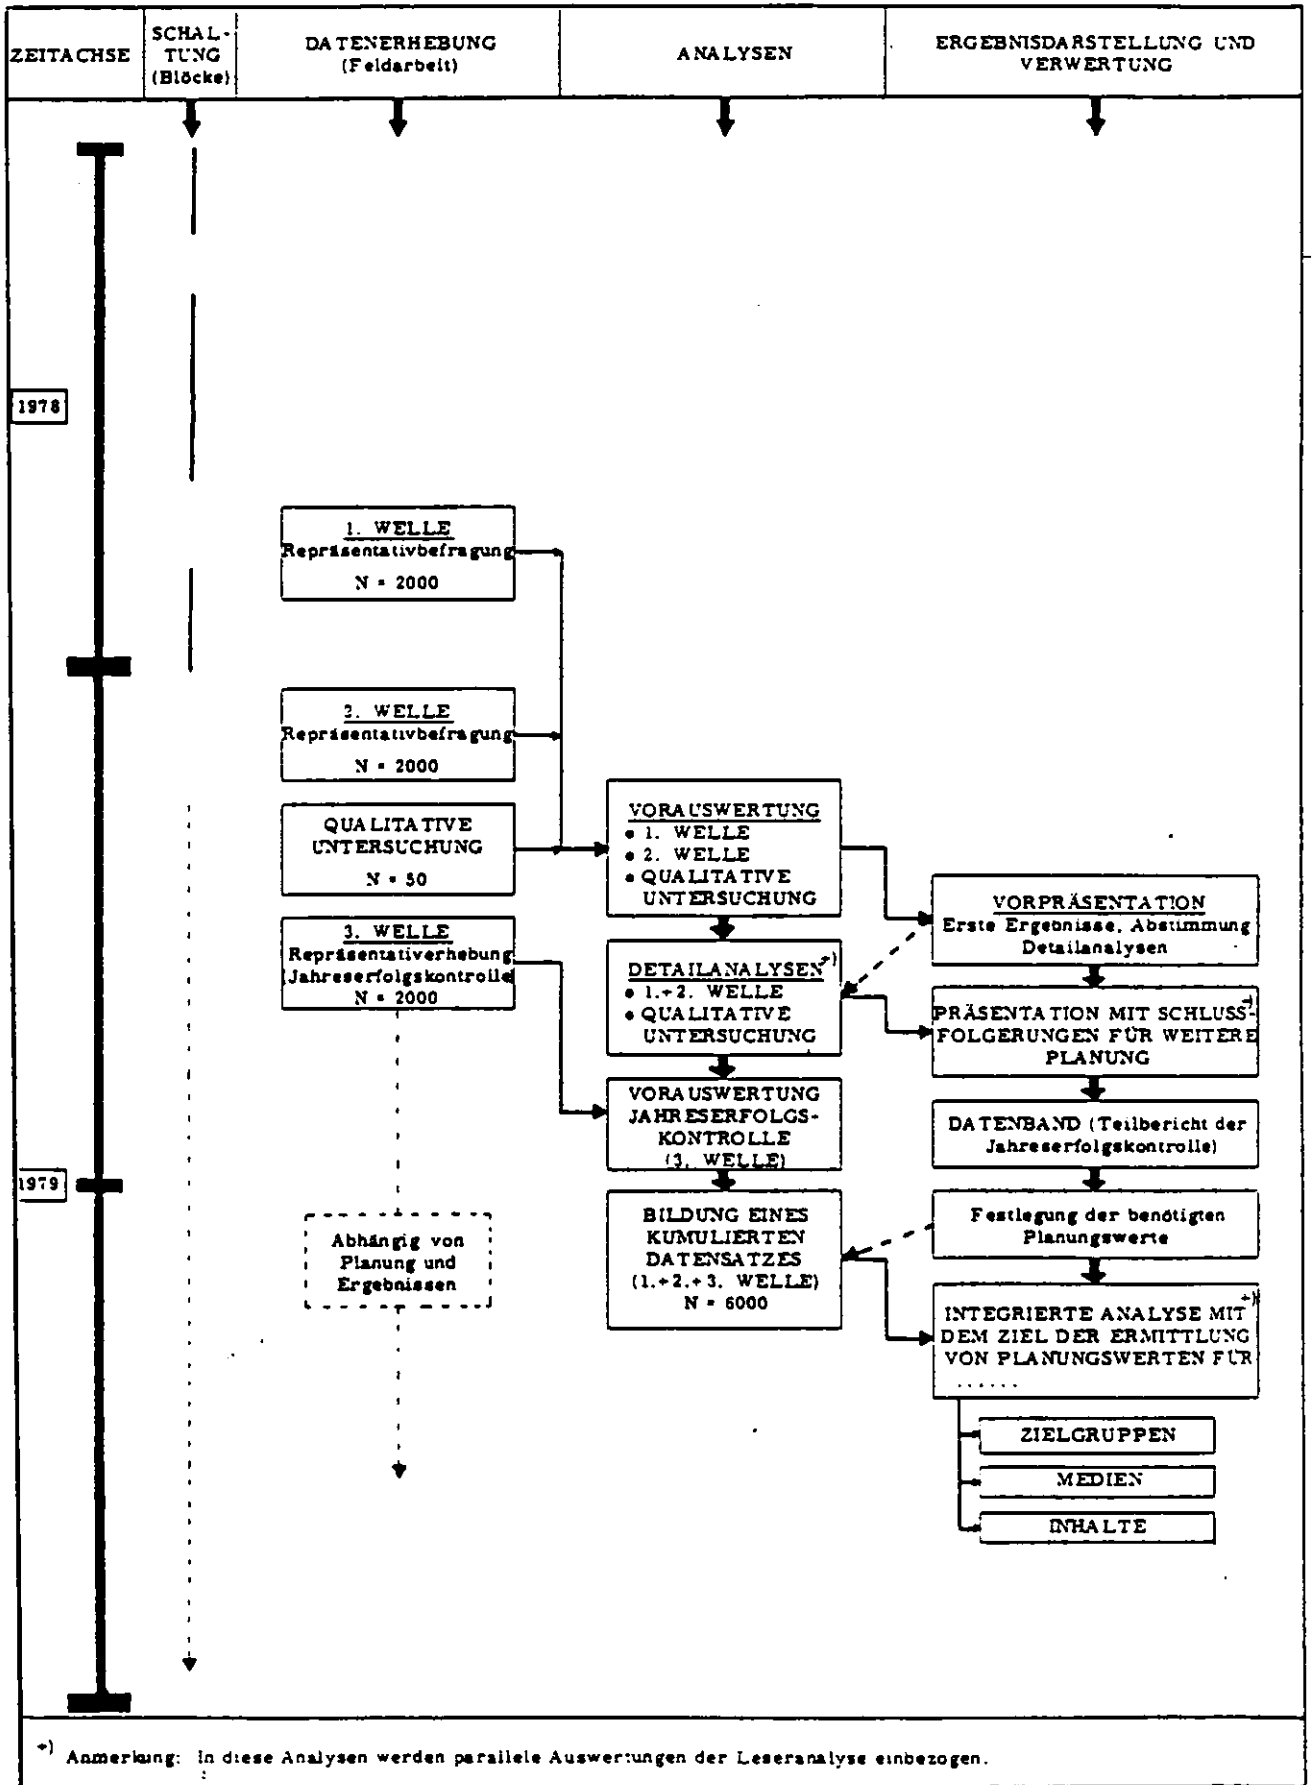 ZEITACHSE
SCHAL-
TUNG
(Blöcke)
DATENERHEBUNG
(Feldarbeit)
ANALYSEN
ERGEBNISDARSTELLUNG UND
VERWERTUNG
1978
1. WELLE
Repräsentativbefragung
N = 2000
2. WELLE
Repräsentativbefragung
N = 2000
QUALITATIVE
UNTERSUCHUNG
N = 50
3. WELLE
Repräsentativerhebung
(Jahreserfolgskontrolle
N = 2000
Abhängig von
Planung und
Ergebnissen
VORAUSWERTUNG
• 1. WELLE
• 2. WELLE
• QUALITATIVE
UNTERSUCHUNG
DETAILANALYSEN +)
• 1.+2. WELLE
• QUALITATIVE
UNTERSUCHUNG
VORAUSWERTUNG
JAHRESERFOLGS-
KONTROLLE
(3. WELLE)
BILDUNG EINES
KUMULIERTEN
DATENSATZES
(1.+2.+3. WELLE)
N = 6000
VORPRÄSENTATION
Erste Ergebnisse, Abstimmung
Detailanalysen
PRÄSENTATION MIT SCHLUSS- +)
FOLGERUNGEN FÜR WEITERE
PLANUNG
DATENBAND (Teilbericht der
Jahreserfolgskontrolle)
Festlegung der benötigten
Planungswerte
INTEGRIERTE ANALYSE MIT +)
DEM ZIEL DER ERMITTLUNG
VON PLANUNGSWERTEN FÜR
......
ZIELGRUPPEN
MEDIEN
INHALTE
1979
+) Anmerkung: In diese Analysen werden parallele Auswertungen der Leseranalyse einbezogen.